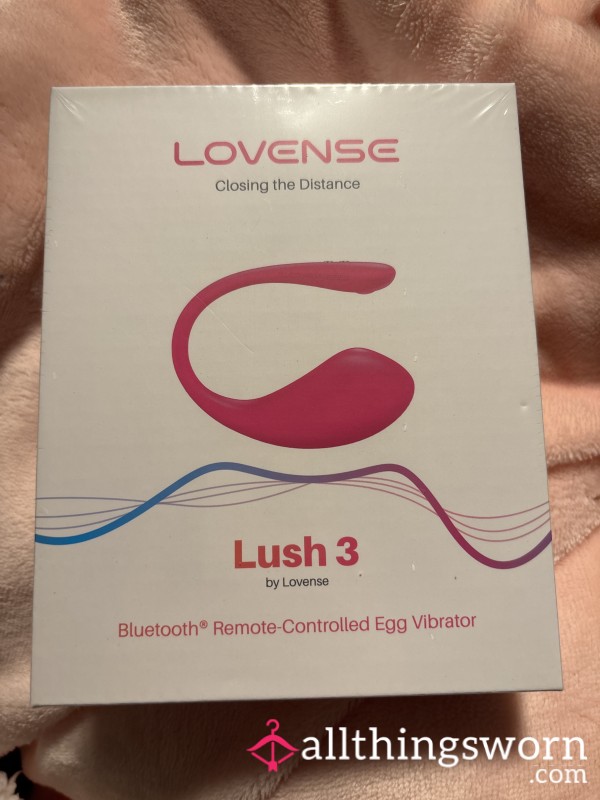 LOVENSE
Closing the Distance
Lush 3
by Lovense
Bluetooth® Remote-Controlled Egg Vibrator
allthingsworn
.com